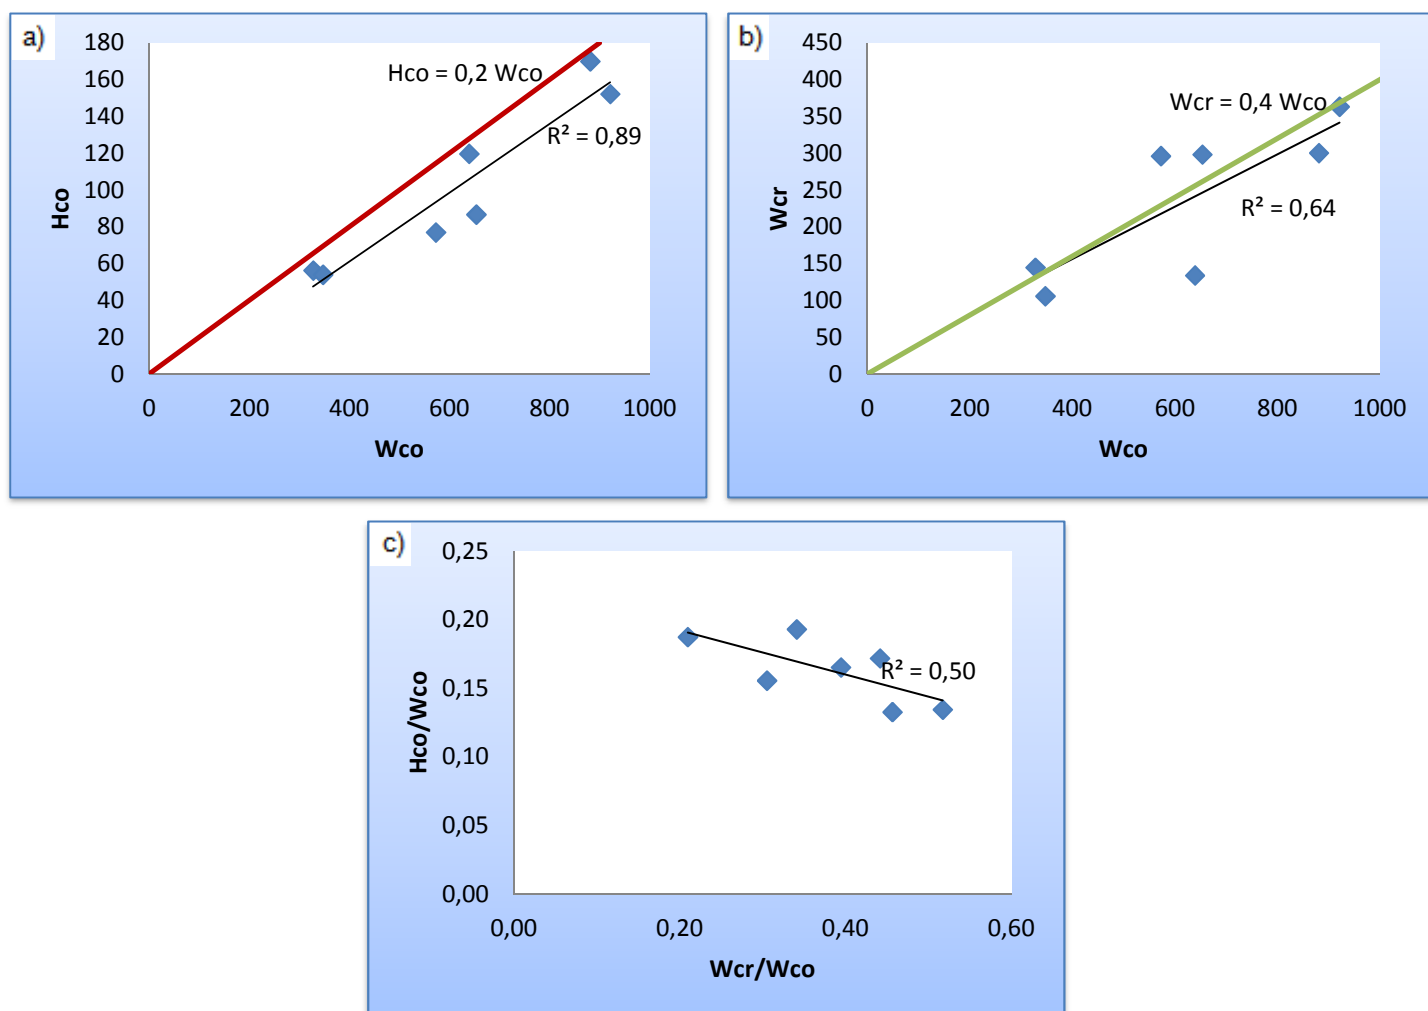 a)
180
160
140
120
100
80
60
40
20
0
Hco
Hco = 0,2 Wco
R² = 0,89
0 200 400 600 800 1000
Wco
b)
450
400
350
300
250
200
150
100
50
0
Wcr
Wcr = 0,4 Wco
R² = 0,64
0 200 400 600 800 1000
Wco
c)
0,25
0,20
0,15
0,10
0,05
0,00
Hco/Wco
R² = 0,50
0,00 0,20 0,40 0,60
Wcr/Wco